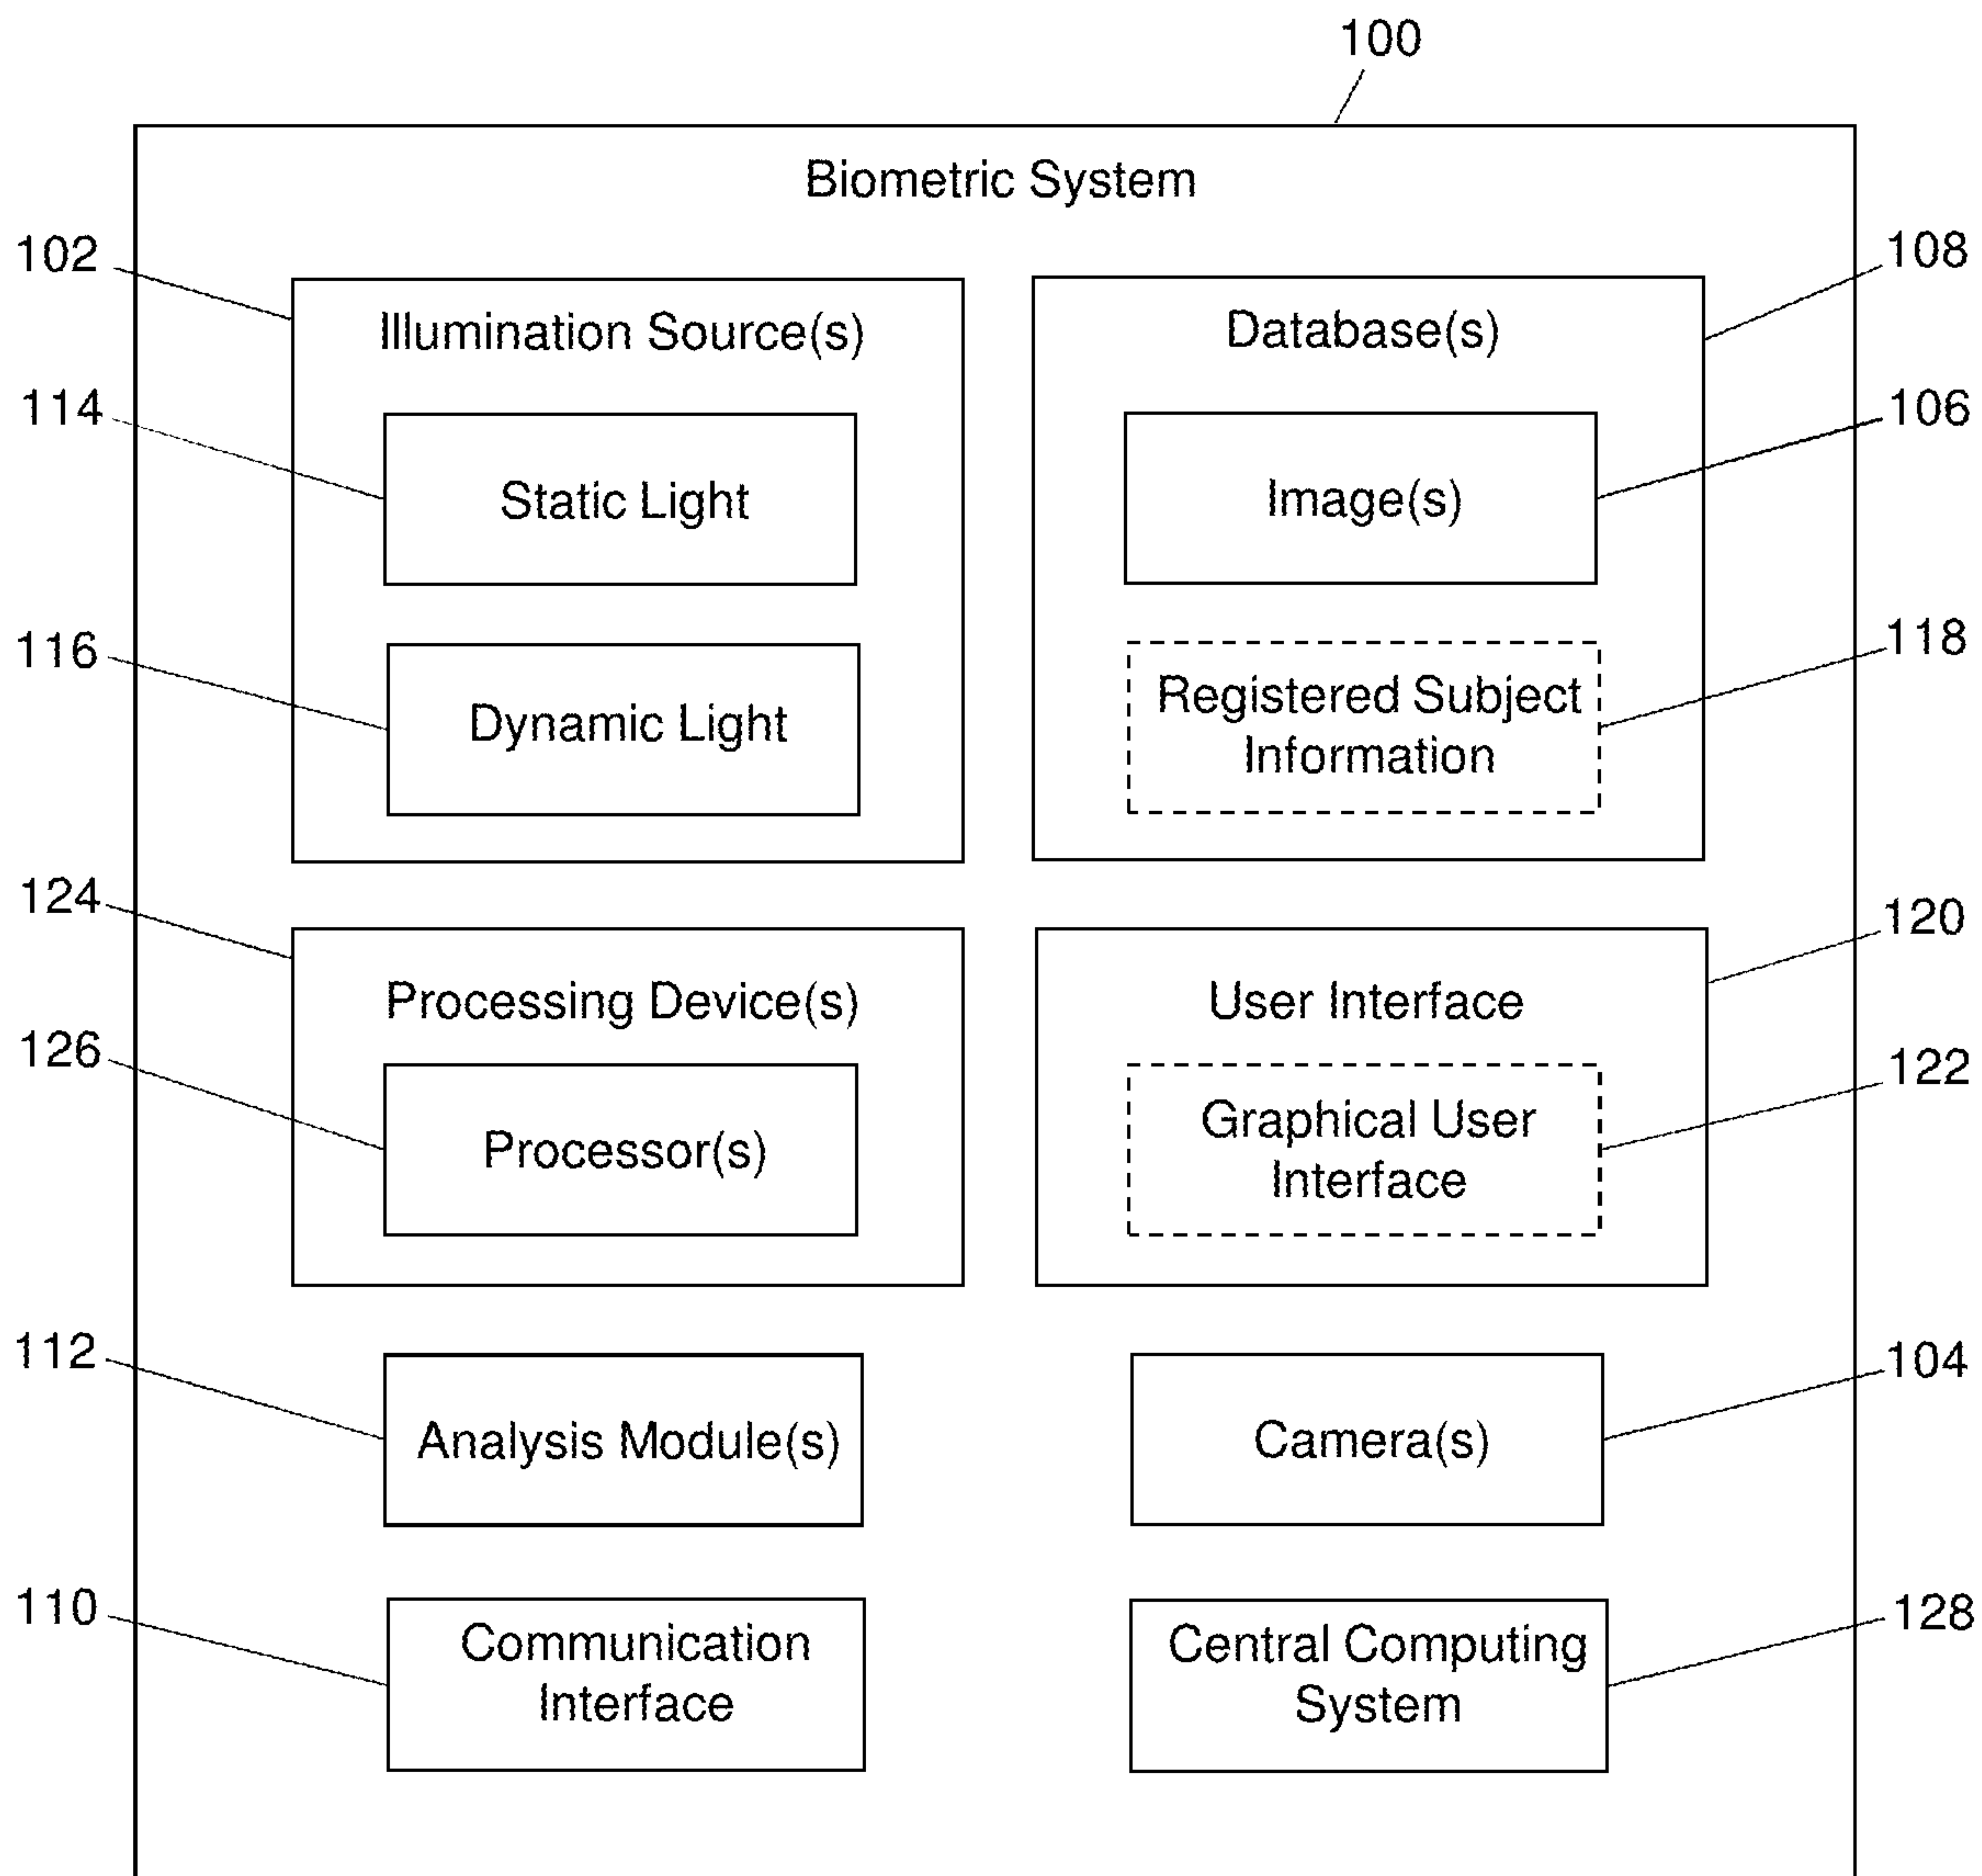 100
Biometric System
102
Illumination Source(s)
114
Static Light
116
Dynamic Light
108
Database(s)
106
Image(s)
118
Registered Subject
Information
124
Processing Device(s)
126
Processor(s)
120
User Interface
122
Graphical User
Interface
112
Analysis Module(s)
104
Camera(s)
110
Communication
Interface
128
Central Computing
System